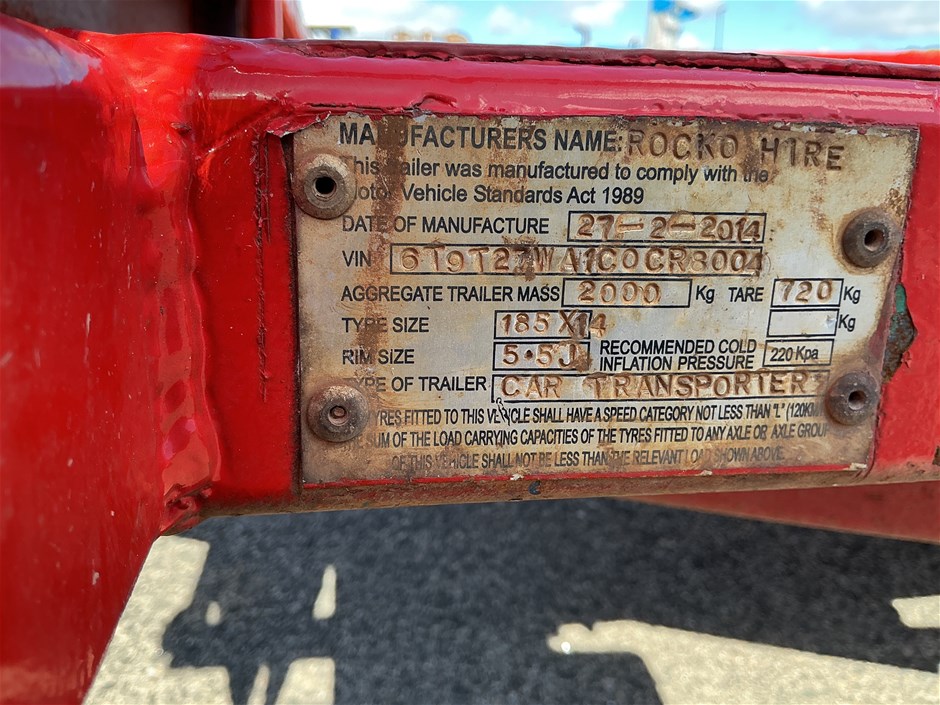 MANUFACTURERS NAME: ROCKO HIRE
This trailer was manufactured to comply with the
Motor Vehicle Standards Act 1989
DATE OF MANUFACTURE 27-2-2014
VIN 6T9T27WA1C0CR8004
AGGREGATE TRAILER MASS 2000 Kg TARE 720 Kg
TYPE SIZE 185X14 Kg
RIM SIZE 5.5J RECOMMENDED COLD INFLATION PRESSURE 220 Kpa
TYPE OF TRAILER CAR TRANSPORTER
TYRES FITTED TO THIS VEHICLE SHALL HAVE A SPEED CATEGORY NOT LESS THAN "L" (120KM
SUM OF THE LOAD CARRYING CAPACITIES OF THE TYRES FITTED TO ANY AXLE OR AXLE GROUP
OF THIS VEHICLE SHALL NOT BE LESS THAN THE RELEVANT LOAD SHOWN ABOVE